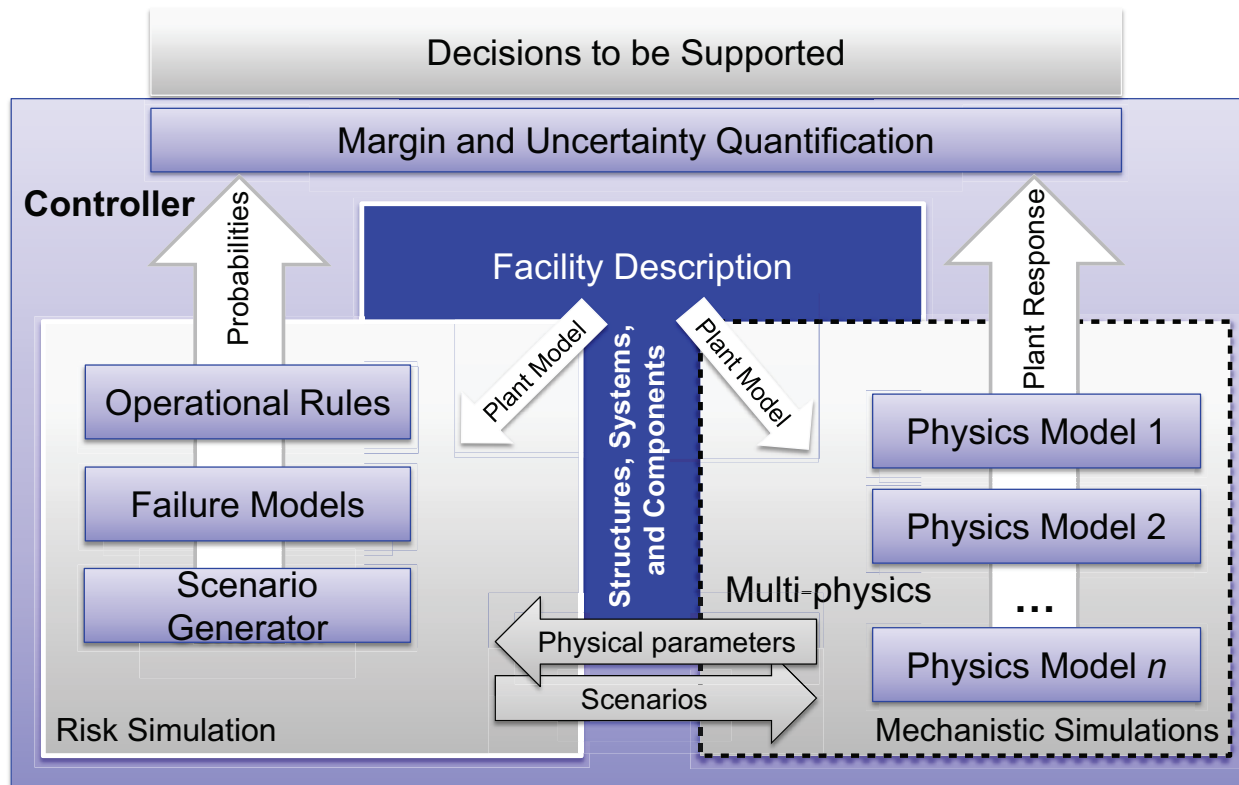 Decisions to be Supported
Margin and Uncertainty Quantification
Controller
Probabilities
Plant Response
Facility Description
Plant Model
Plant Model
Structures, Systems,
and Components
Operational Rules
Failure Models
Scenario
Generator
Risk Simulation
Physics Model 1
Physics Model 2
...
Physics Model n
Multi-physics
Mechanistic Simulations
Physical parameters
Scenarios